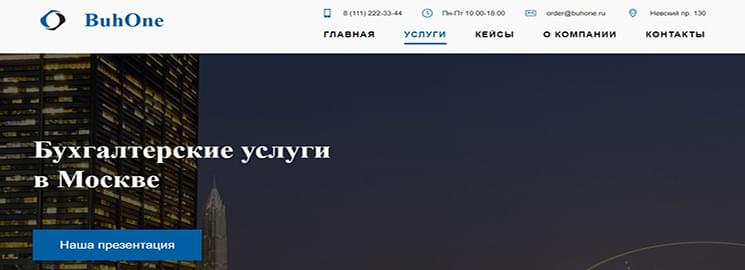 BuhOne
8 (111) 222-33-44
Пн-Пт 10:00-18:00
order@buhone.ru
Невский пр. 130
ГЛАВНАЯ
УСЛУГИ
КЕЙСЫ
О КОМПАНИИ
КОНТАКТЫ
Бухгалтерские услуги
в Москве
Наша презентация